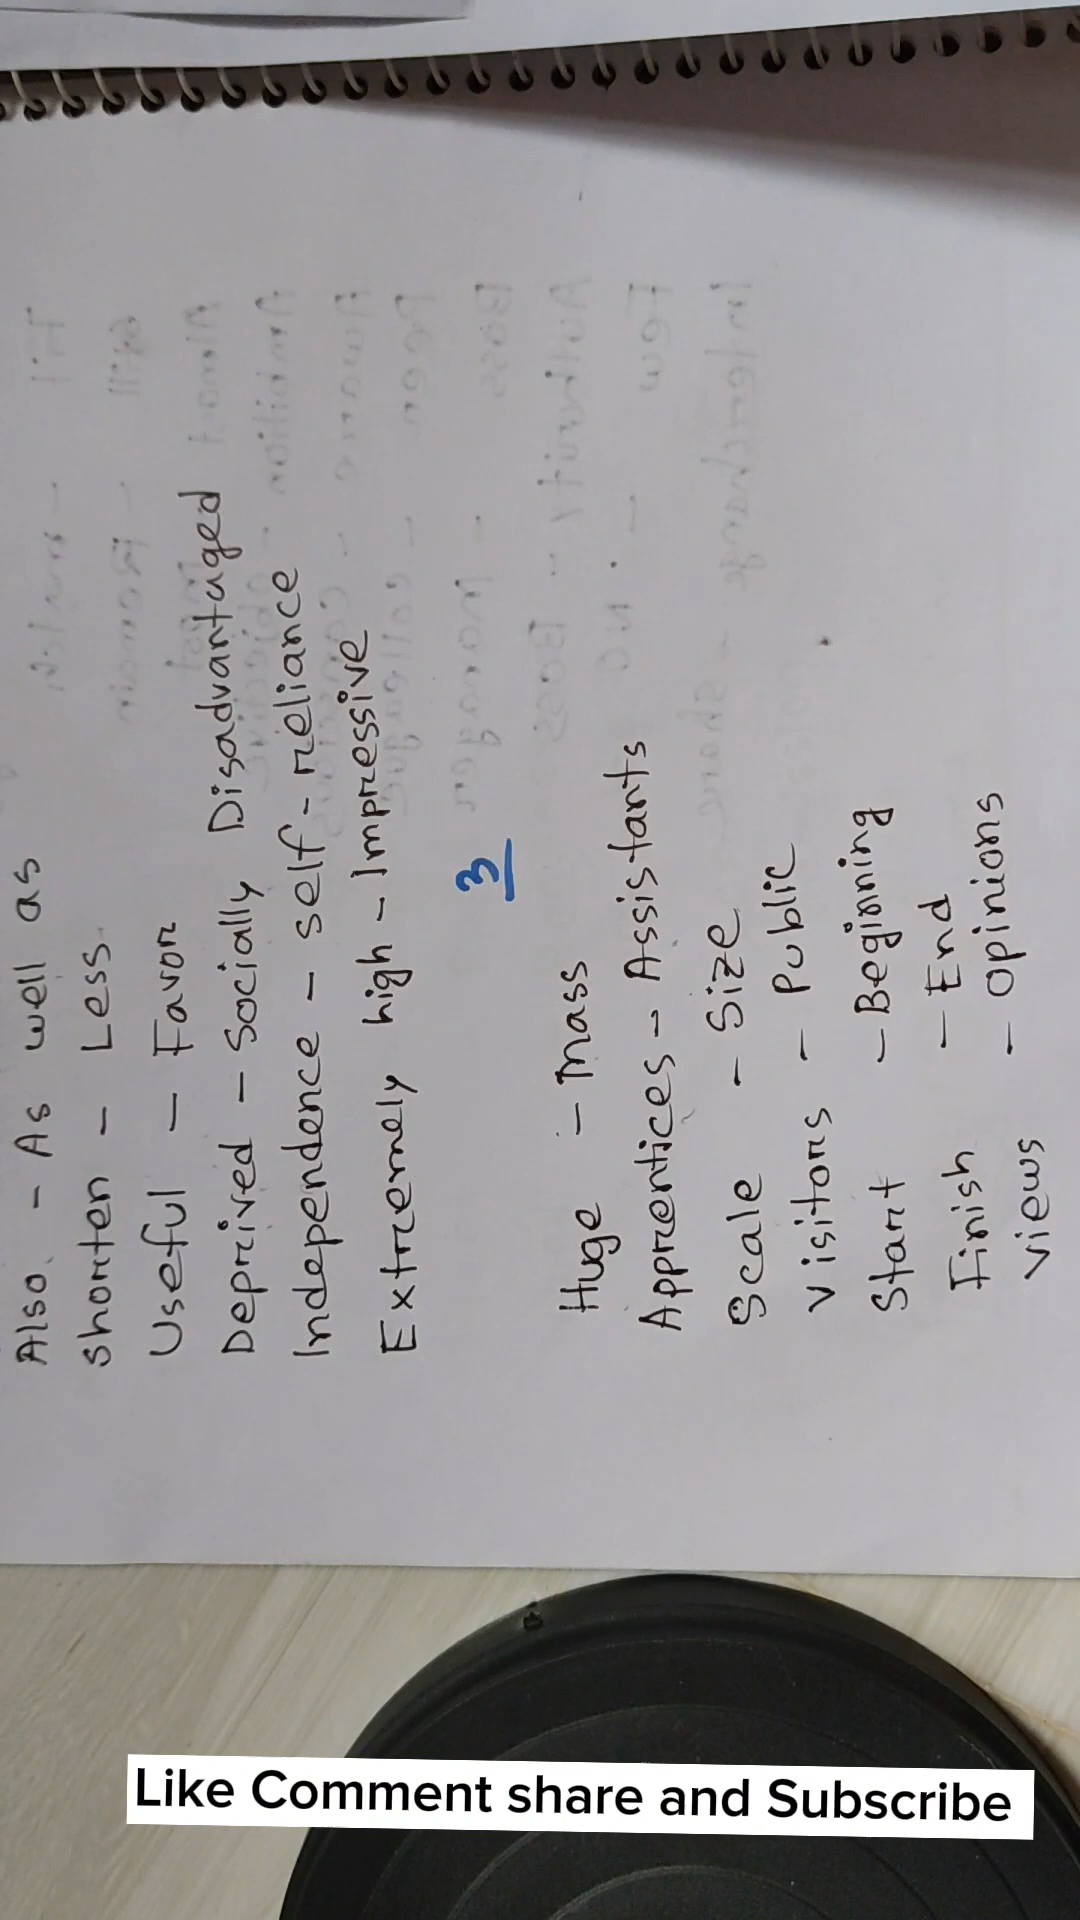 Also - As well as
Shorten - Less
Useful - Favor
Deprived - Socially Disadvantaged
Independence - self-reliance
Extremely high - Impressive
3
Huge - Mass
Apprentices - Assistants
Scale - Size
Visitors - Public
Start - Beginning
Finish - End
Views - Opinions
Like Comment share and Subscribe